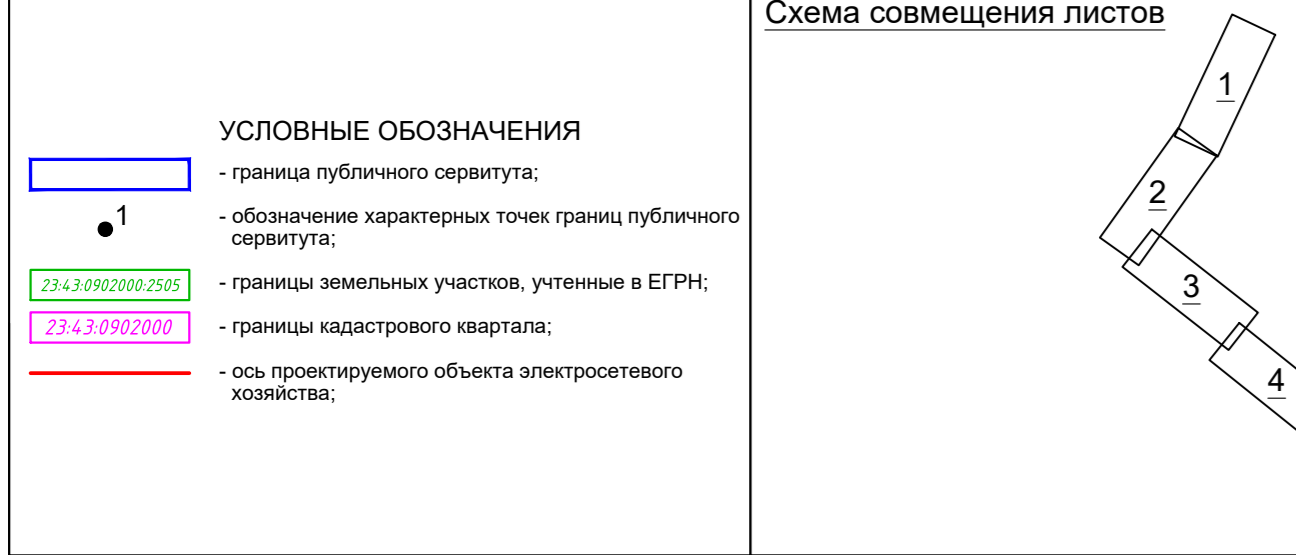 УСЛОВНЫЕ ОБОЗНАЧЕНИЯ
- граница публичного сервитута;
1
- обозначение характерных точек границ публичного
сервитута;
23:43:0902000:2505
- границы земельных участков, учтенные в ЕГРН;
23:43:0902000
- границы кадастрового квартала;
- ось проектируемого объекта электросетевого
хозяйства;
Схема совмещения листов
1
2
3
4